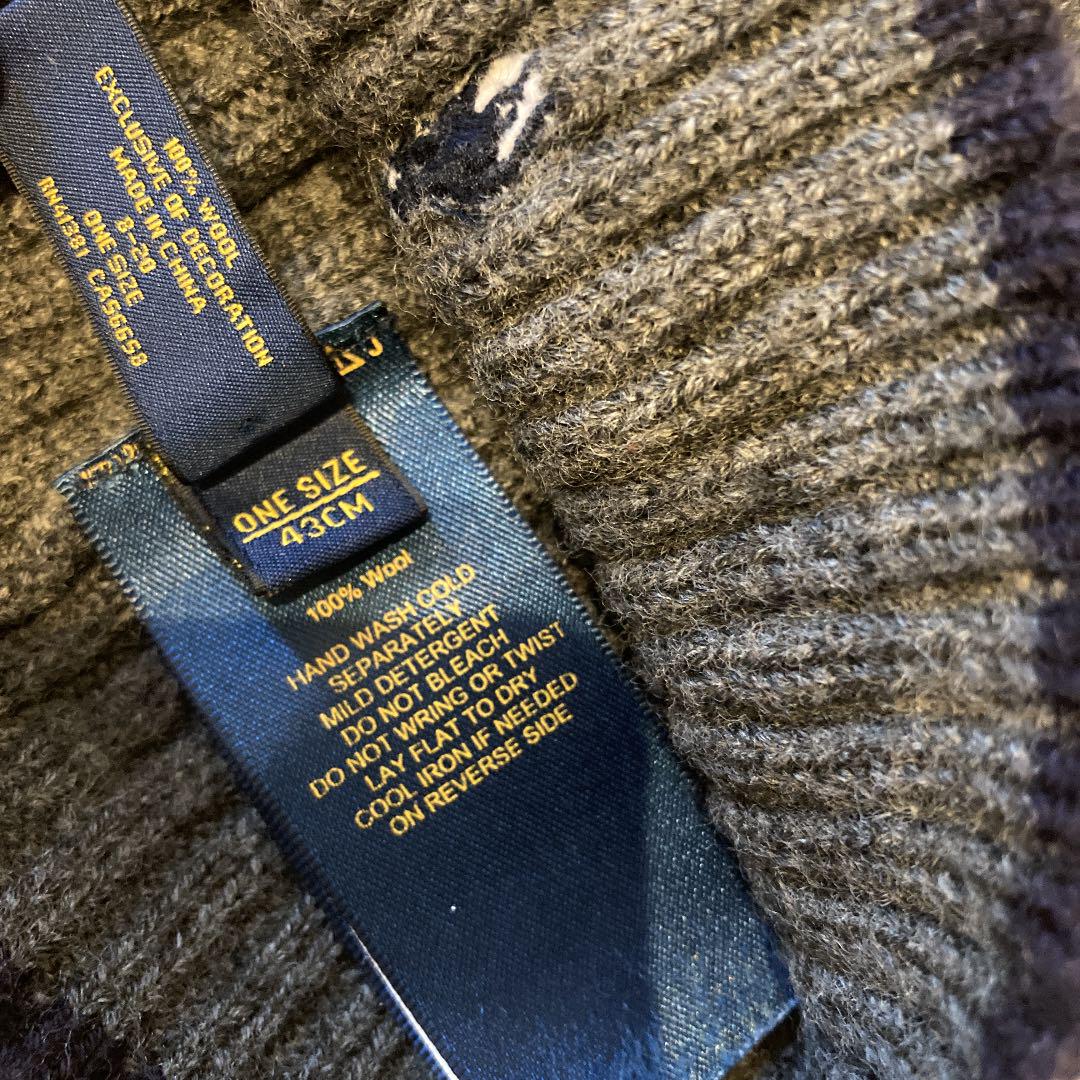 100% WOOL
EXCLUSIVE OF DECORATION
MADE IN CHINA
8-20
ONE SIZE
RN41381 CA56658
ONE SIZE
43CM
100% Wool
HAND WASH COLD
SEPARATELY
MILD DETERGENT
DO NOT BLEACH
DO NOT WRING OR TWIST
LAY FLAT TO DRY
COOL IRON IF NEEDED
ON REVERSE SIDE